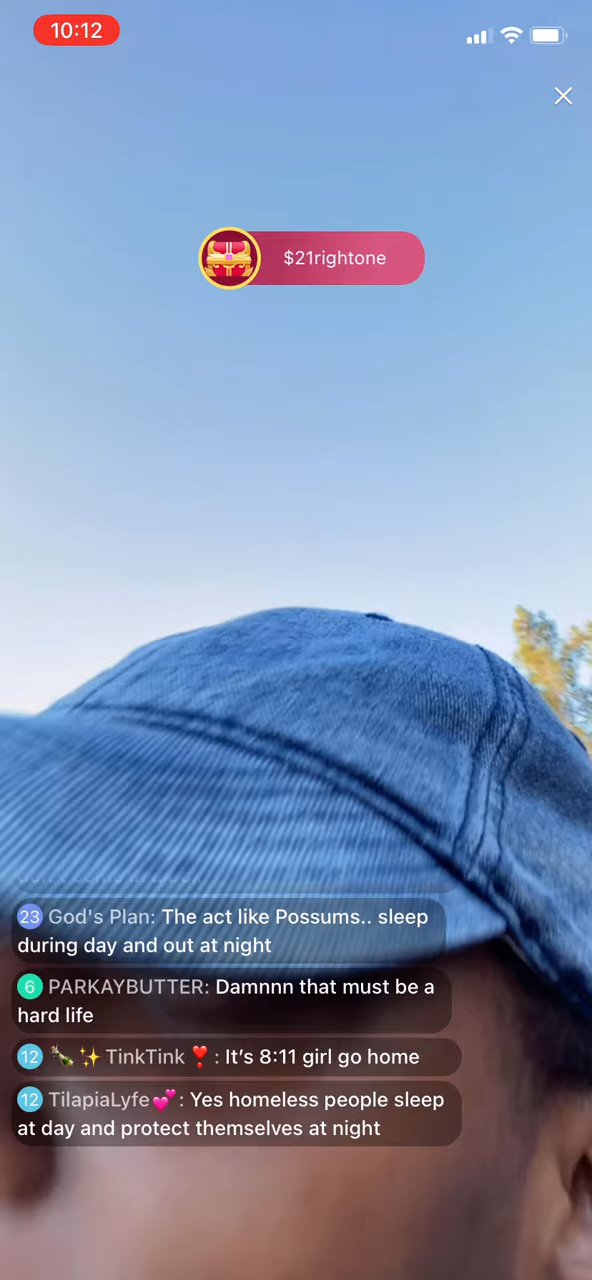 10:12
$21rightone
23 God's Plan: The act like Possums.. sleep
during day and out at night
6 PARKAYBUTTER: Damnnn that must be a
hard life
12 🍾✨TinkTink❣️: It’s 8:11 girl go home
12 TilapiaLyfe💕: Yes homeless people sleep
at day and protect themselves at night